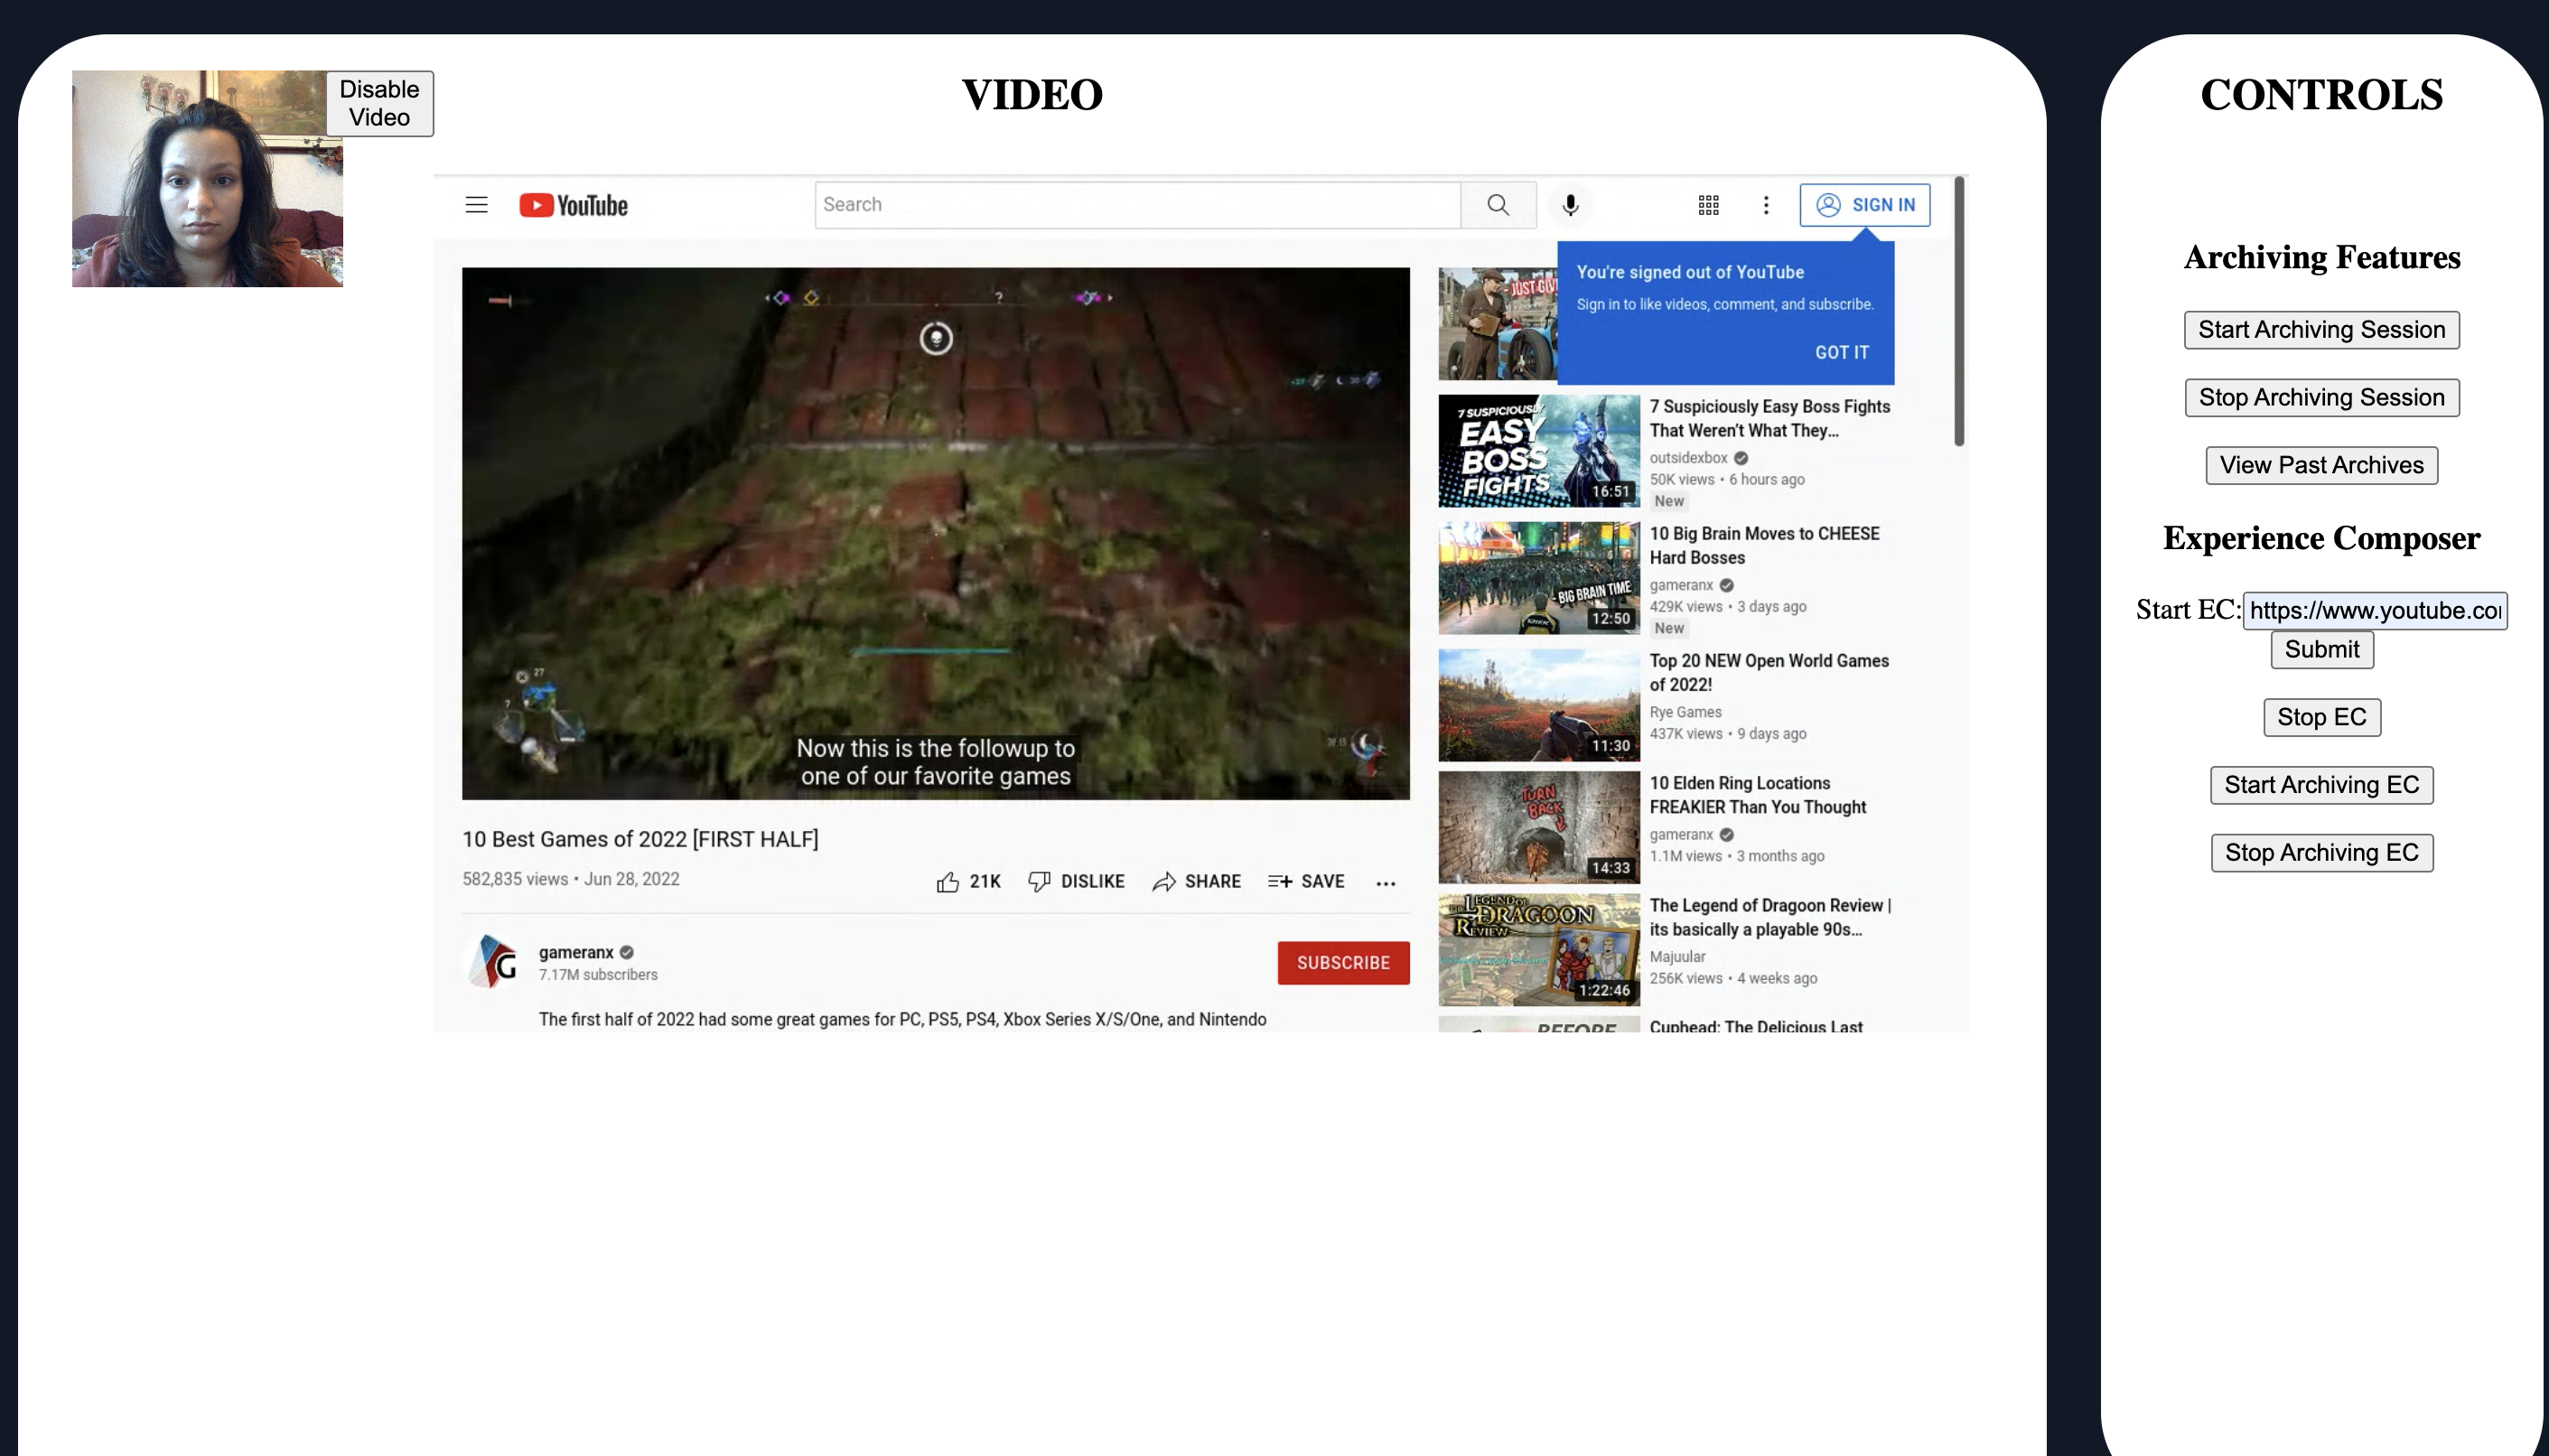 Disable
Video
VIDEO
YouTube
Search
SIGN IN
You're signed out of YouTube
Sign in to like videos, comment, and subscribe.
GOT IT
?
27
7
+37
30
Now this is the followup to
one of our favorite games
10 Best Games of 2022 [FIRST HALF]
582,835 views • Jun 28, 2022
21K
DISLIKE
SHARE
SAVE
G
gameranx
7.17M subscribers
SUBSCRIBE
The first half of 2022 had some great games for PC, PS5, PS4, Xbox Series X/S/One, and Nintendo
- JUST
7 SUSPICIOUSLY
EASY
BOSS
FIGHTS
16:51
7 Suspiciously Easy Boss Fights
That Weren't What They...
outsidexbox
50K views • 6 hours ago
New
- BIG BRAIN TIME
12:50
10 Big Brain Moves to CHEESE
Hard Bosses
gameranx
429K views • 3 days ago
New
11:30
Top 20 NEW Open World Games
of 2022!
Rye Games
437K views • 9 days ago
TURN
BACK
14:33
10 Elden Ring Locations
FREAKIER Than You Thought
gameranx
1.1M views • 3 months ago
LEGEND OF
DRAGOON
REVIEW
1:22:46
The Legend of Dragoon Review |
its basically a playable 90s...
Majuular
256K views • 4 weeks ago
BEFORE
Cuphead: The Delicious Last
CONTROLS
Archiving Features
Start Archiving Session
Stop Archiving Session
View Past Archives
Experience Composer
Start EC: https://www.youtube.co
Submit
Stop EC
Start Archiving EC
Stop Archiving EC